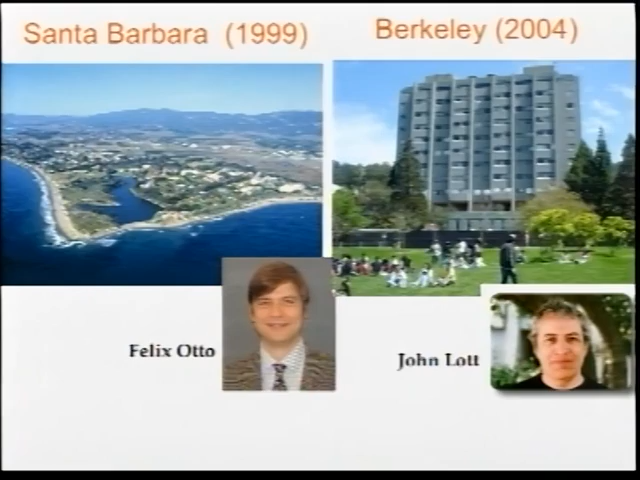 Santa Barbara (1999)
Berkeley (2004)
Felix Otto
John Lott